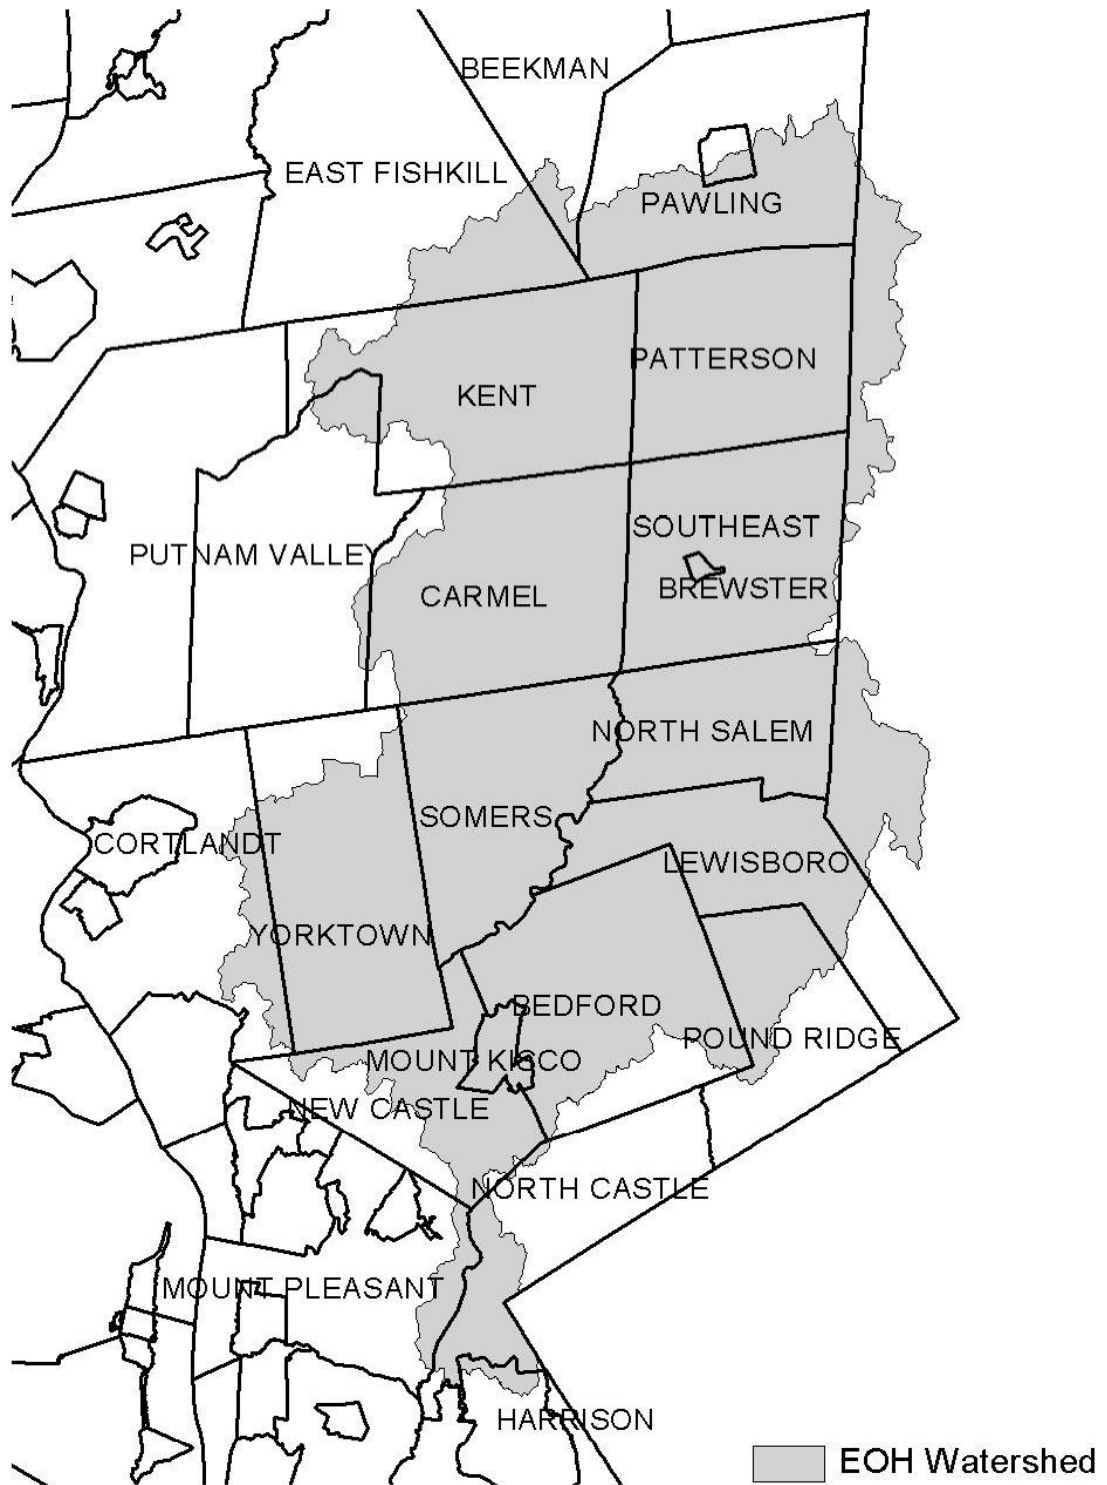 BEEKMAN
EAST FISHKILL
PAWLING
PATTERSON
KENT
SOUTHEAST
PUTNAM VALLEY
BREWSTER
CARMEL
NORTH SALEM
SOMERS
CORTLANDT
LEWISBORO
YORKTOWN
BEDFORD
POUND RIDGE
MOUNT KISCO
NEW CASTLE
NORTH CASTLE
MOUNT PLEASANT
HARRISON
EOH Watershed